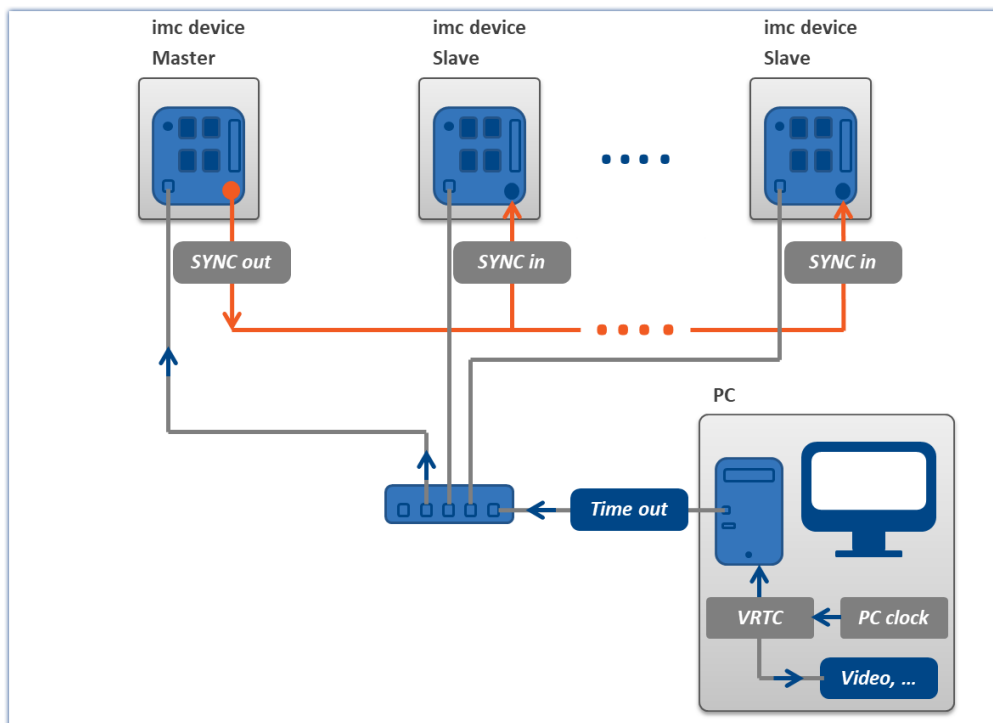 imc device
Master
imc device
Slave
imc device
Slave
SYNC out
SYNC in
SYNC in
PC
Time out
VRTC
PC clock
Video, ...